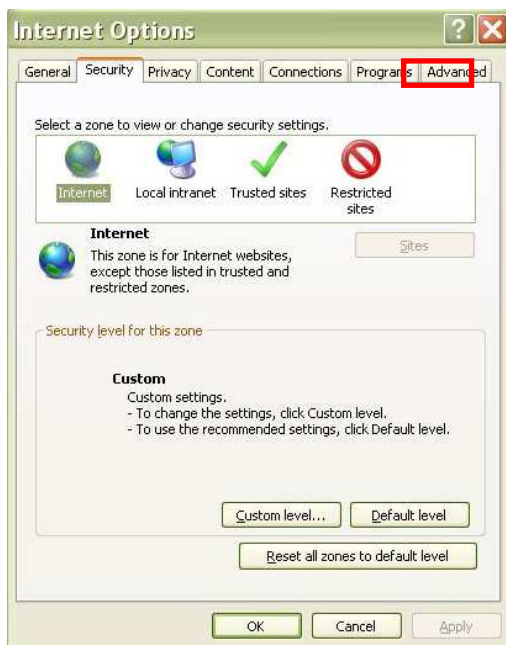 Internet Options
General Security Privacy Content Connections Programs Advanced
Select a zone to view or change security settings.
Internet Local intranet Trusted sites Restricted sites
Internet
This zone is for Internet websites,
except those listed in trusted and
restricted zones.
Sites
Security level for this zone
Custom
Custom settings.
- To change the settings, click Custom level.
- To use the recommended settings, click Default level.
Custom level... Default level
Reset all zones to default level
OK Cancel Apply